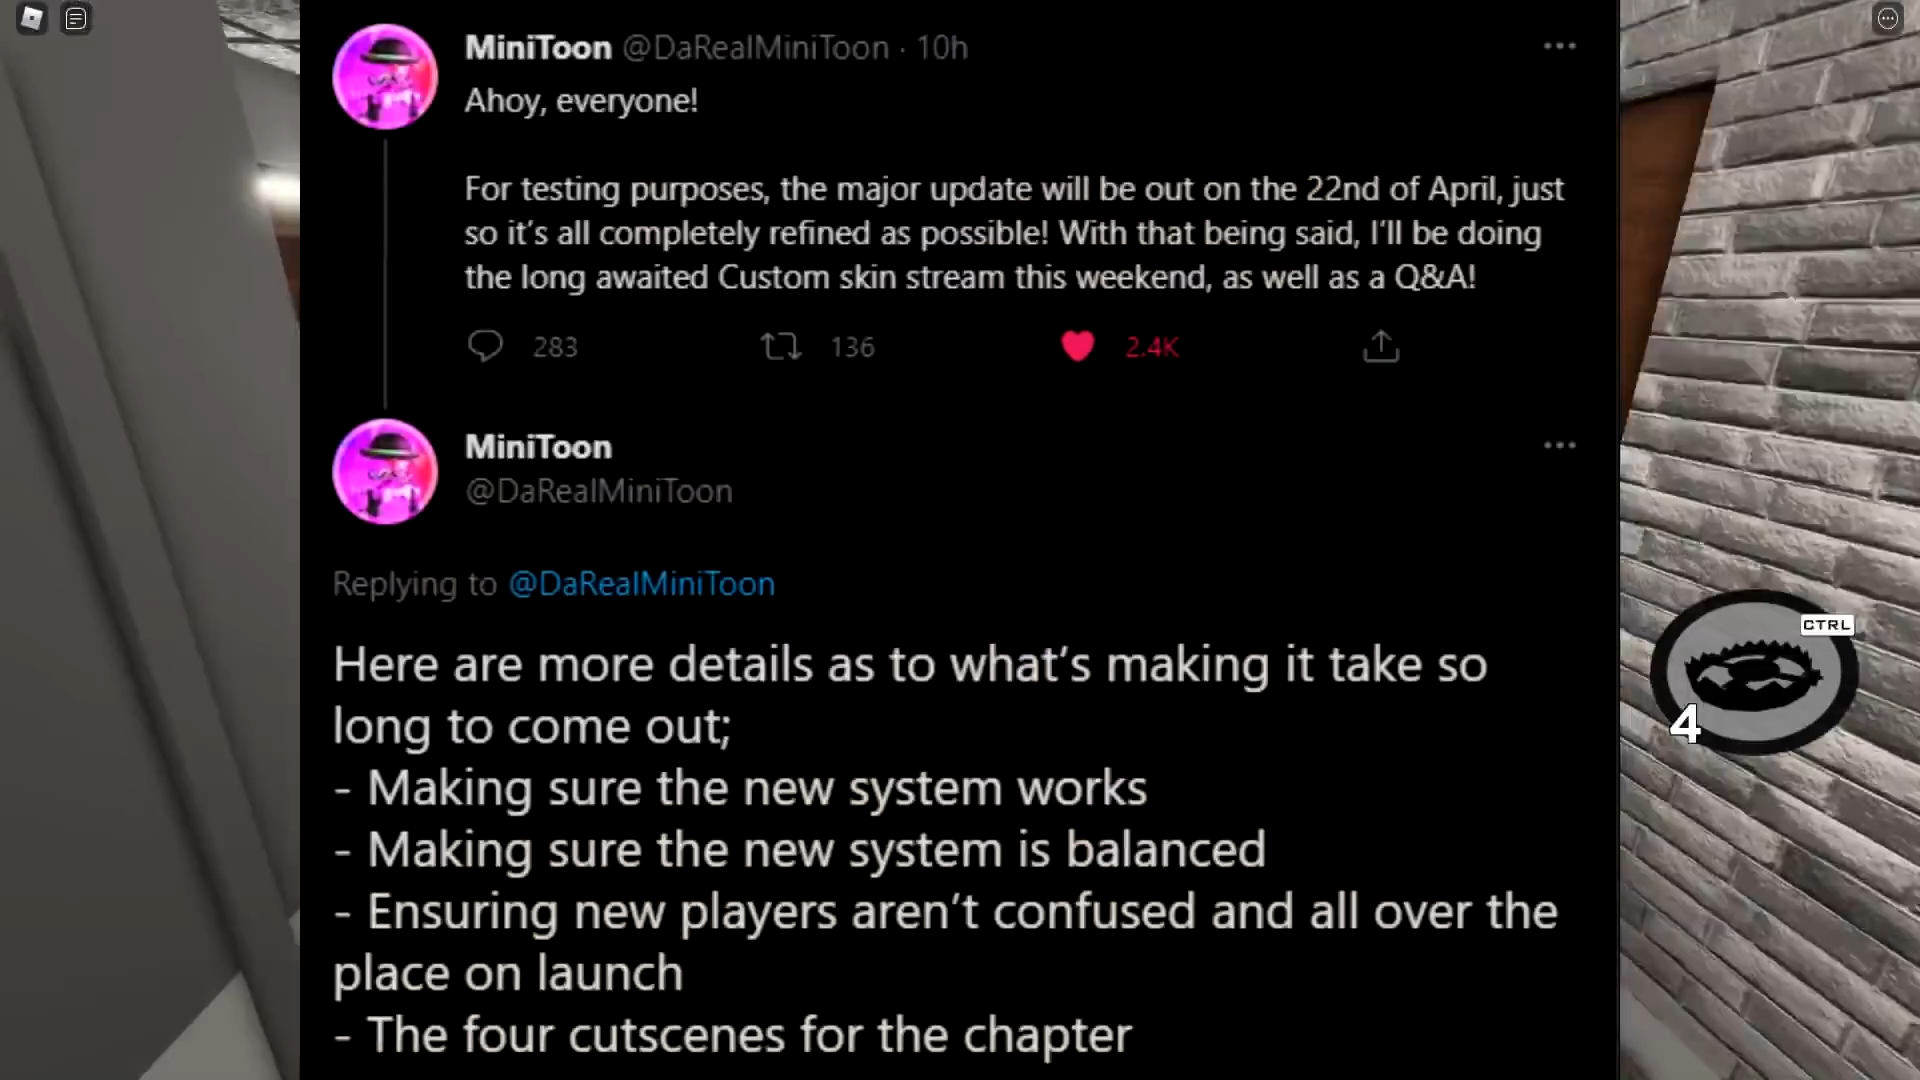 MiniToon @DaRealMiniToon · 10h
Ahoy, everyone!
For testing purposes, the major update will be out on the 22nd of April, just
so it’s all completely refined as possible! With that being said, I’ll be doing
the long awaited Custom skin stream this weekend, as well as a Q&A!
283 136 2.4K
MiniToon
@DaRealMiniToon
Replying to @DaRealMiniToon
Here are more details as to what’s making it take so
long to come out;
- Making sure the new system works
- Making sure the new system is balanced
- Ensuring new players aren’t confused and all over the
place on launch
- The four cutscenes for the chapter
CTRL
4